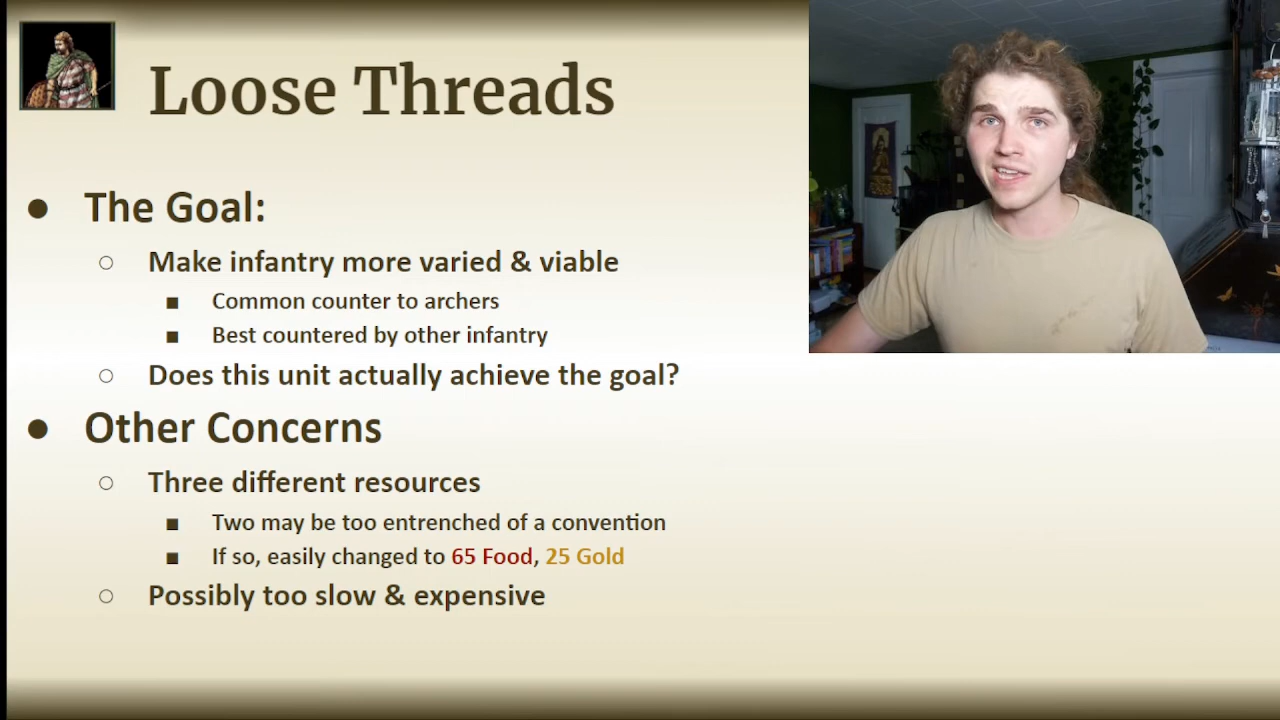 Loose Threads
● The Goal:
○ Make infantry more varied & viable
■ Common counter to archers
■ Best countered by other infantry
○ Does this unit actually achieve the goal?
● Other Concerns
○ Three different resources
■ Two may be too entrenched of a convention
■ If so, easily changed to 65 Food, 25 Gold
○ Possibly too slow & expensive